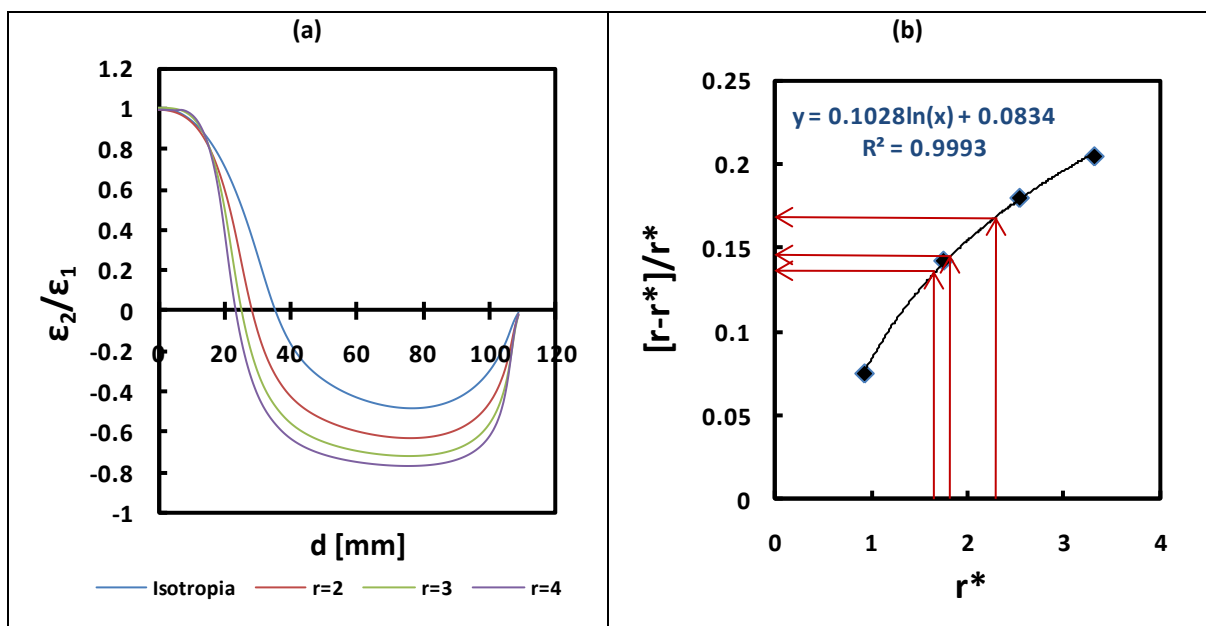 (a)
1.2
1
0.8
0.6
0.4
0.2
0
-0.2
-0.4
-0.6
-0.8
-1
0 20 40 60 80 100 120
ε2/ε1
d [mm]
Isotropia r=2 r=3 r=4
(b)
0.25
0.2
0.15
0.1
0.05
0
y = 0.1028ln(x) + 0.0834
R² = 0.9993
[r-r*]/r*
0 1 2 3 4
r*